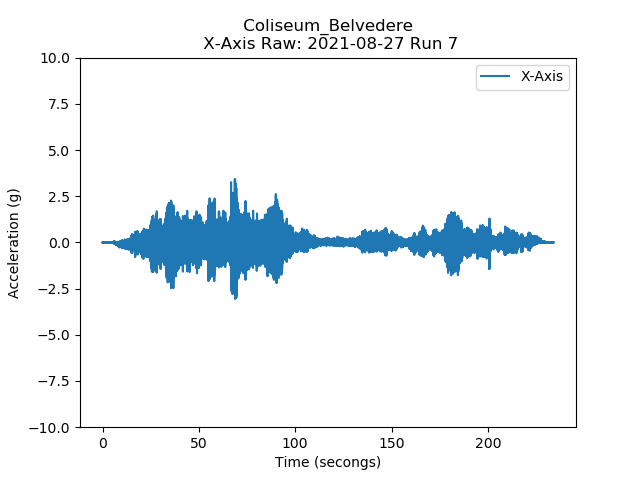 Coliseum_Belvedere
X-Axis Raw: 2021-08-27 Run 7
X-Axis
10.0
7.5
5.0
2.5
0.0
−2.5
−5.0
−7.5
−10.0
Acceleration (g)
0
50
100
150
200
Time (secongs)